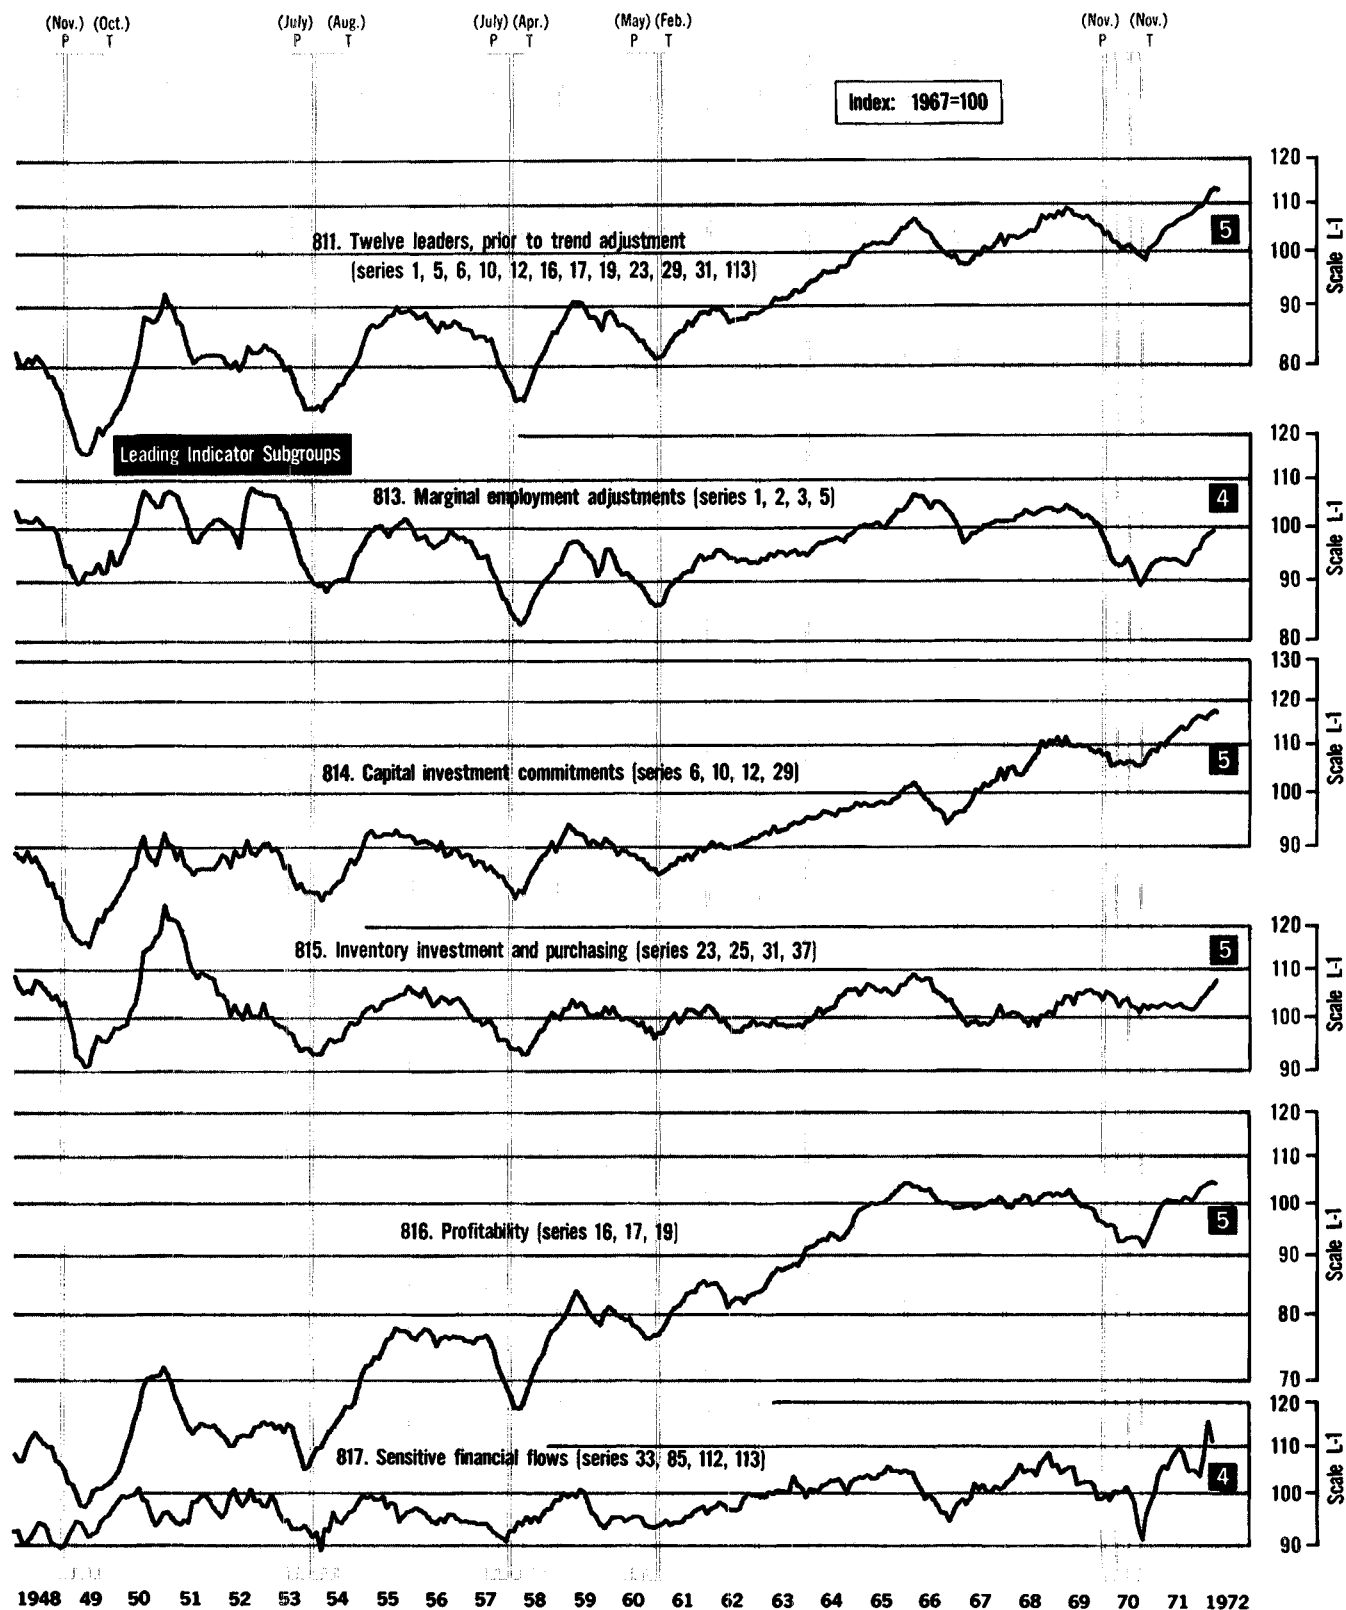 (Nov.) (Oct.) (July) (Aug.) (July) (Apr.) (May) (Feb.) (Nov.) (Nov.)
P T P T P T P T P T
Index: 1967=100
120
110
100
90
80
Scale L-1
5
811. Twelve leaders, prior to trend adjustment
(series 1, 5, 6, 10, 12, 16, 17, 19, 23, 29, 31, 113)
Leading Indicator Subgroups
120
110
100
90
80
Scale L-1
4
813. Marginal employment adjustments (series 1, 2, 3, 5)
130
120
110
100
90
Scale L-1
5
814. Capital investment commitments (series 6, 10, 12, 29)
120
110
100
90
Scale L-1
5
815. Inventory investment and purchasing (series 23, 25, 31, 37)
120
110
100
90
80
70
Scale L-1
5
816. Profitability (series 16, 17, 19)
120
110
100
90
Scale L-1
4
817. Sensitive financial flows (series 33, 85, 112, 113)
1948 49 50 51 52 53 54 55 56 57 58 59 60 61 62 63 64 65 66 67 68 69 70 71 1972